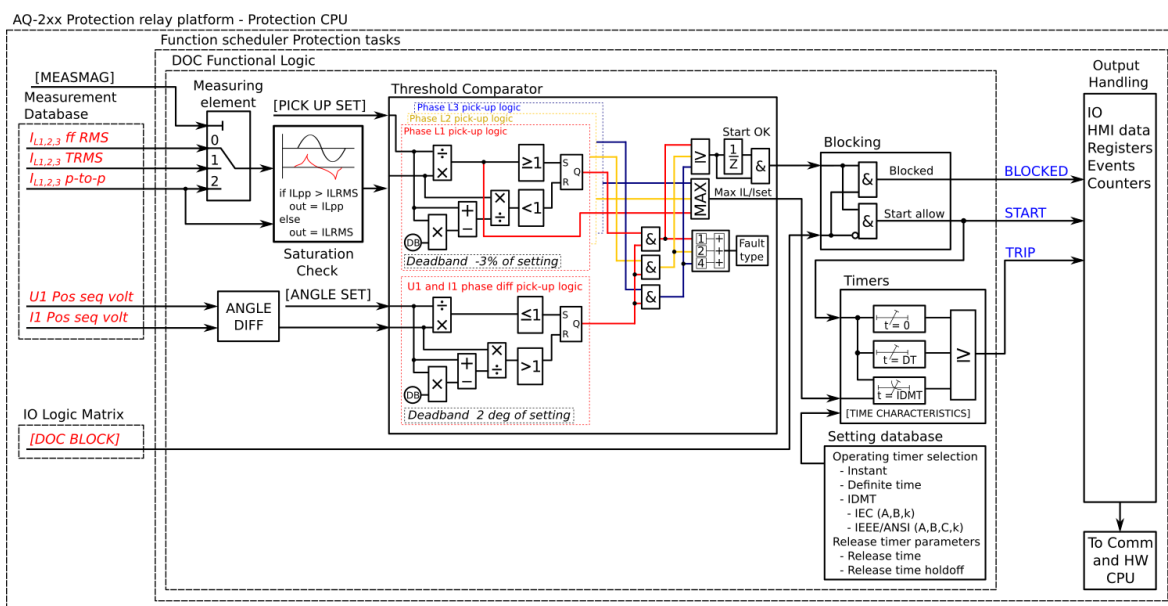 AQ-2xx Protection relay platform - Protection CPU
Function scheduler Protection tasks
DOC Functional Logic
[MEASMAG]
Measurement
Database
I L1,2,3 ff RMS
I L1,2,3 TRMS
I L1,2,3 p-to-p
Measuring
element
0
1
2
[PICK UP SET]
if ILpp > ILRMS
out = ILpp
else
out = ILRMS
Saturation
Check
U1 Pos seq volt
I1 Pos seq volt
ANGLE
DIFF
[ANGLE SET]
IO Logic Matrix
[DOC BLOCK]
Threshold Comparator
Phase L3 pick-up logic
Phase L2 pick-up logic
Phase L1 pick-up logic
÷
×
≥1
S
R
Q
+
−
×
÷
<1
DB
×
Deadband -3% of setting
U1 and I1 phase diff pick-up logic
÷
×
≤1
S
R
Q
+
−
×
÷
>1
DB
×
Deadband 2 deg of setting
&
&
&
≥
MAX
Start OK
1
Z
&
Max IL/Iset
1 +
2 +
4 +
Fault
type
Blocking
&
Blocked
&
Start allow
BLOCKED
START
TRIP
Timers
t = 0
t = DT
t = IDMT
≥
[TIME CHARACTERISTICS]
Setting database
Operating timer selection
- Instant
- Definite time
- IDMT
- IEC (A,B,k)
- IEEE/ANSI (A,B,C,k)
Release timer parameters
- Release time
- Release time holdoff
Output
Handling
IO
HMI data
Registers
Events
Counters
To Comm
and HW
CPU